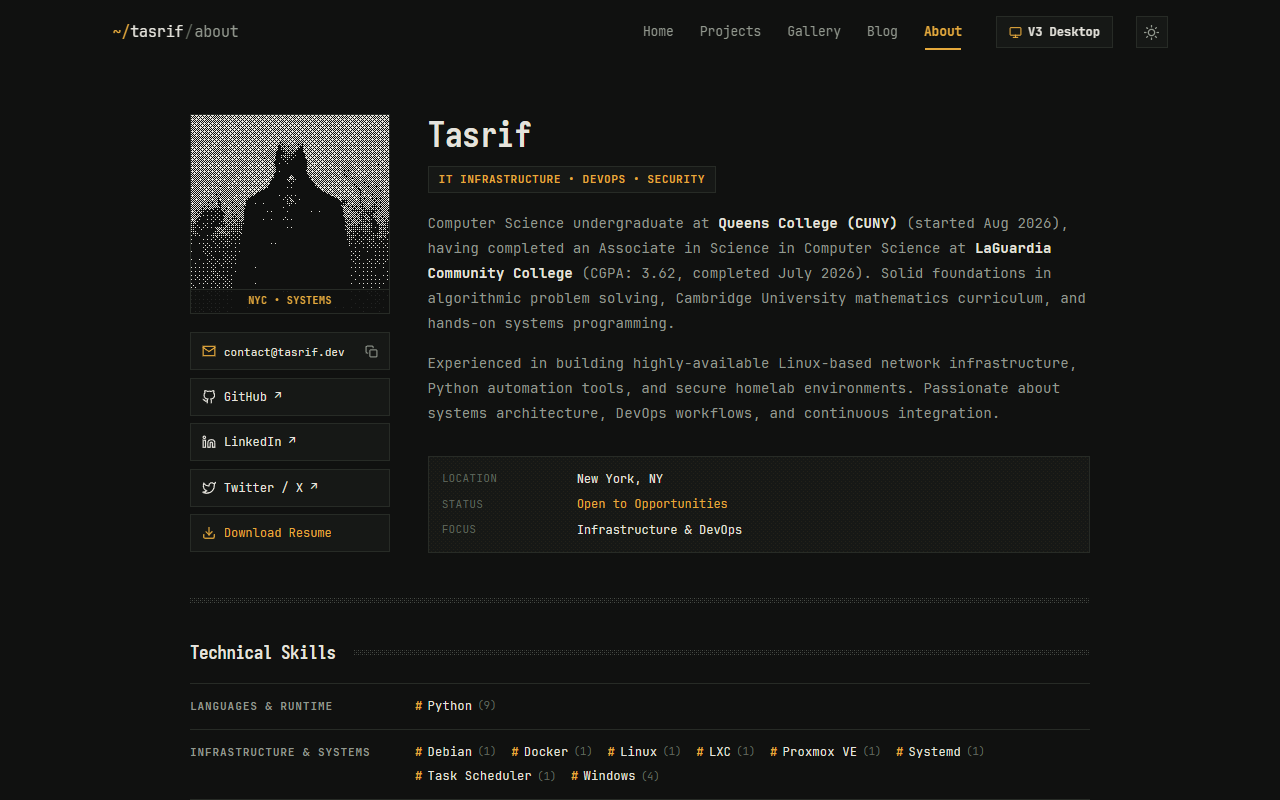 ~/tasrif/about
Home Projects Gallery Blog About V3 Desktop
NYC • SYSTEMS
contact@tasrif.dev
GitHub ↗
LinkedIn ↗
Twitter / X ↗
Download Resume
Tasrif
IT INFRASTRUCTURE • DEVOPS • SECURITY
Computer Science undergraduate at Queens College (CUNY) (started Aug 2026),
having completed an Associate in Science in Computer Science at LaGuardia
Community College (CGPA: 3.62, completed July 2026). Solid foundations in
algorithmic problem solving, Cambridge University mathematics curriculum, and
hands-on systems programming.
Experienced in building highly-available Linux-based network infrastructure,
Python automation tools, and secure homelab environments. Passionate about
systems architecture, DevOps workflows, and continuous integration.
LOCATION New York, NY
STATUS Open to Opportunities
FOCUS Infrastructure & DevOps
Technical Skills
LANGUAGES & RUNTIME # Python (9)
INFRASTRUCTURE & SYSTEMS # Debian (1) # Docker (1) # Linux (1) # LXC (1) # Proxmox VE (1) # Systemd (1)
# Task Scheduler (1) # Windows (4)